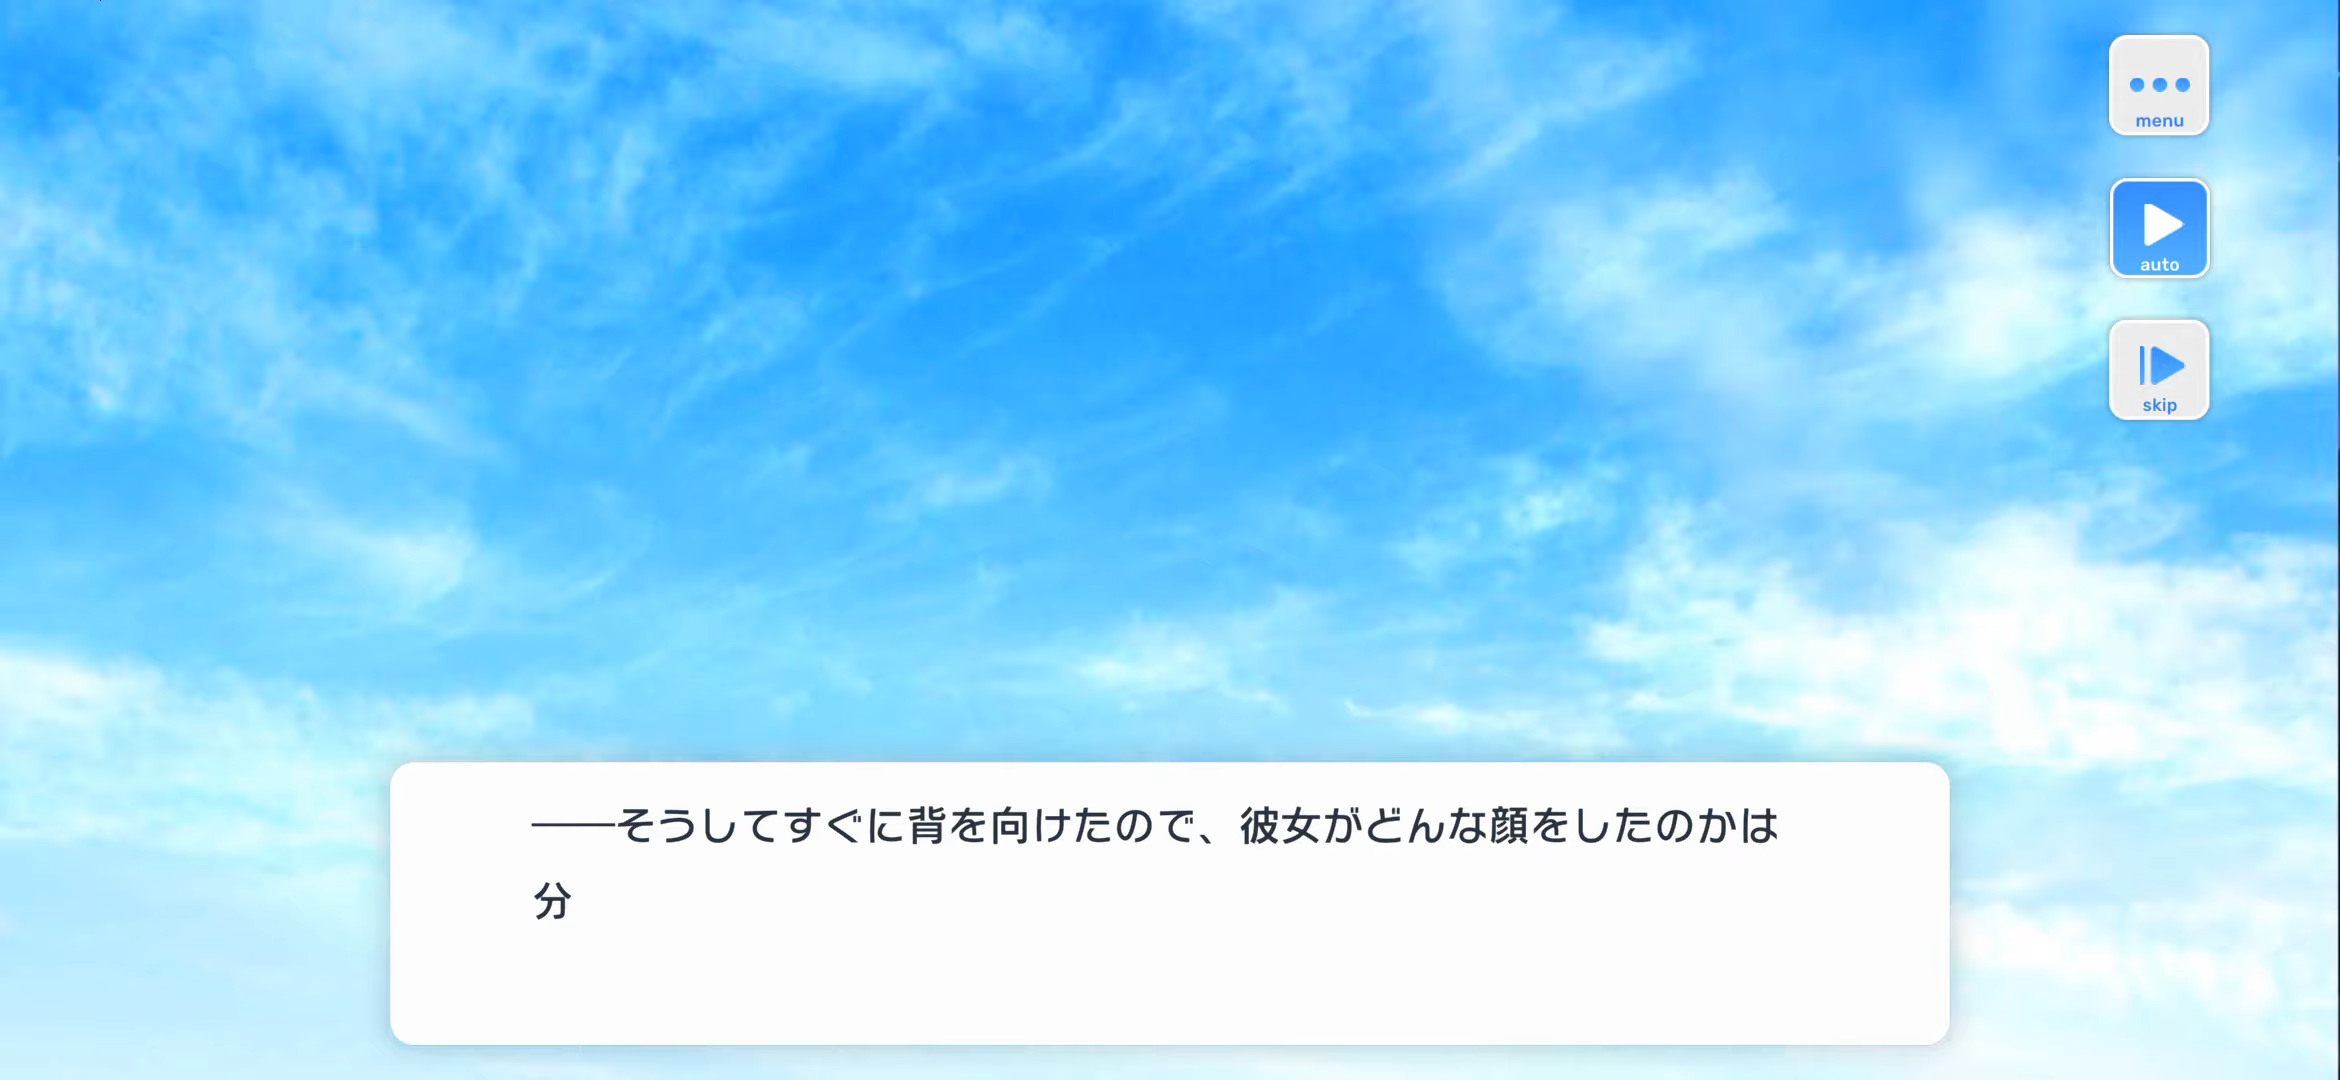 menu
auto
skip
――そうしてすぐに背を向けたので、彼女がどんな顔をしたのかは
分